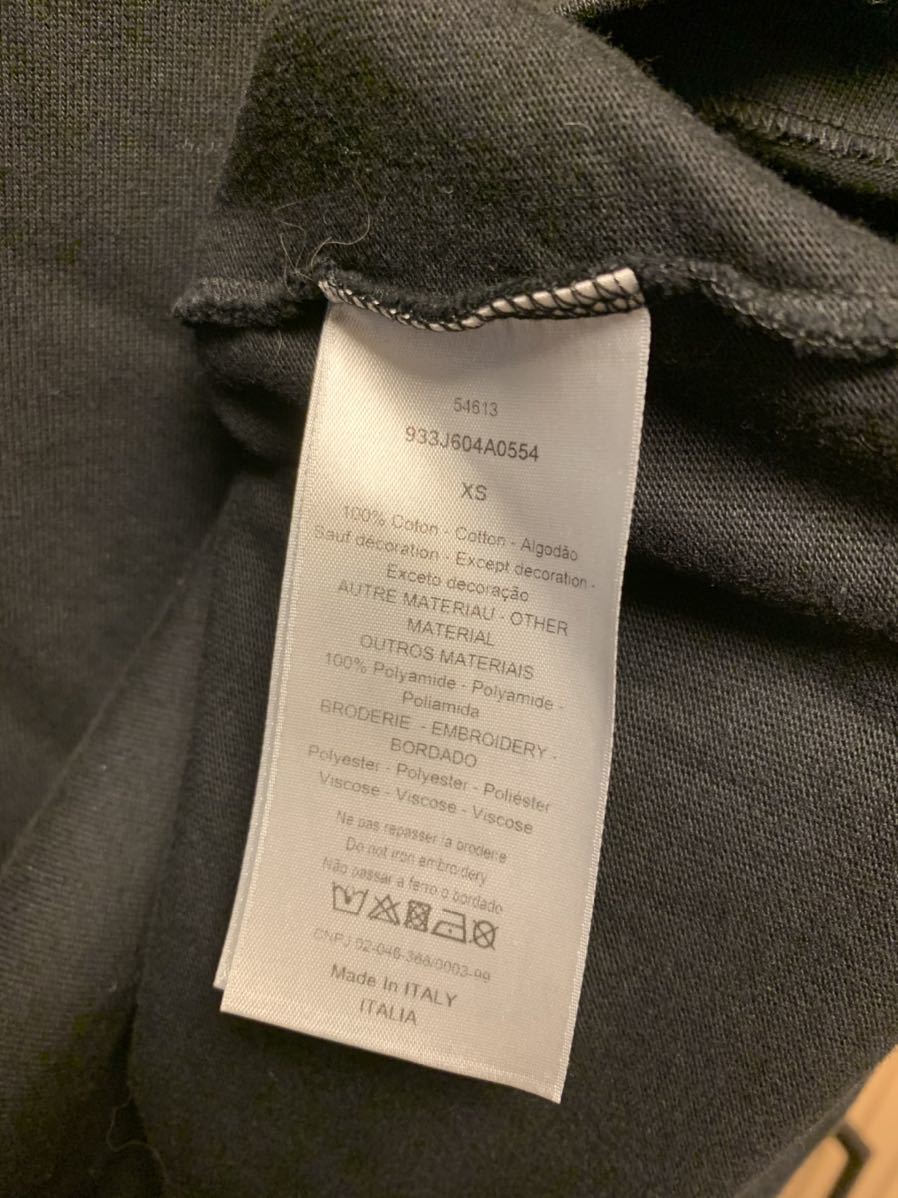 54613
933J604A0554
XS
100% Coton - Cotton - Algodão
Sauf décoration - Except decoration -
Exceto decoração
AUTRE MATERIAU - OTHER
MATERIAL
OUTROS MATERIAIS
100% Polyamide - Polyamide -
Poliamida
BRODERIE - EMBROIDERY -
BORDADO
Polyester - Polyester - Poliéster
Viscose - Viscose - Viscose
Ne pas repasser la broderie
Do not iron embroidery
Não passar a ferro o bordado
CNPJ 02-046-368/0003-99
Made In ITALY
ITALIA